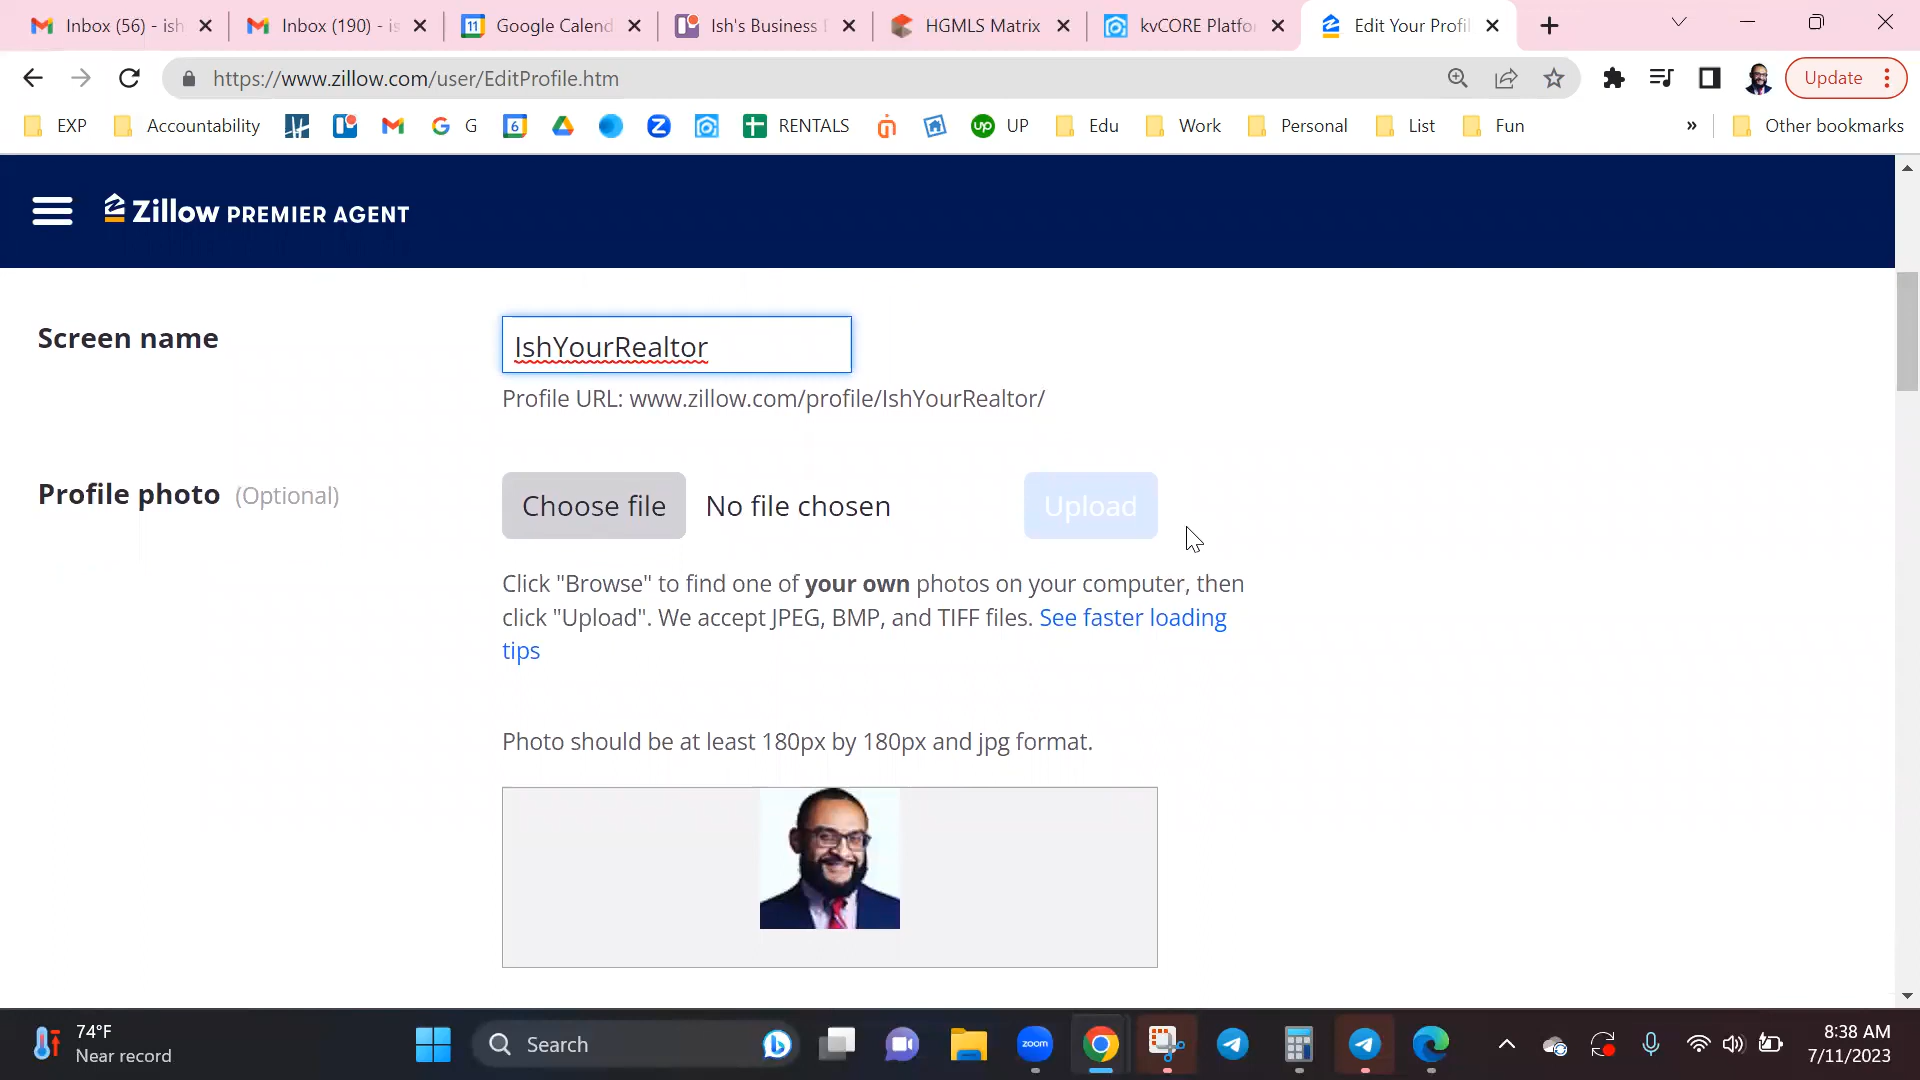 Inbox (56) - ish
Inbox (190) - is
Google Calend
Ish's Business
HGMLS Matrix
kvCORE Platfo
Edit Your Profil
https://www.zillow.com/user/EditProfile.htm
Update
EXP
Accountability
G
6
RENTALS
up
UP
Edu
Work
Personal
List
Fun
»
Other bookmarks
Zillow PREMIER AGENT
Screen name
IshYourRealtor
Profile URL: www.zillow.com/profile/IshYourRealtor/
Profile photo (Optional)
Choose file
No file chosen
Upload
Click "Browse" to find one of your own photos on your computer, then
click "Upload". We accept JPEG, BMP, and TIFF files. See faster loading
tips
Photo should be at least 180px by 180px and jpg format.
74°F
Near record
Search
zoom
8:38 AM
7/11/2023